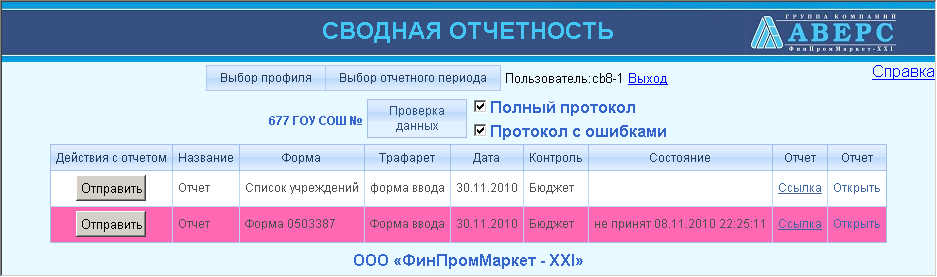 СВОДНАЯ ОТЧЕТНОСТЬ
ГРУППА КОМПАНИЙ
АВЕРС
ФинПромМаркет-XXI
Справка
Выбор профиля Выбор отчетного периода Пользователь:cb8-1 Выход
677 ГОУ СОШ № Проверка данных
Полный протокол
Протокол с ошибками
Действия с отчетом Название Форма Трафарет Дата Контроль Состояние Отчет Отчет
Отправить Отчет Список учреждений форма ввода 30.11.2010 Бюджет Ссылка Открыть
Отправить Отчет Форма 0503387 Форма ввода 30.11.2010 Бюджет не принят 08.11.2010 22:25:11 Ссылка Открыть
ООО «ФинПромМаркет - XXI»